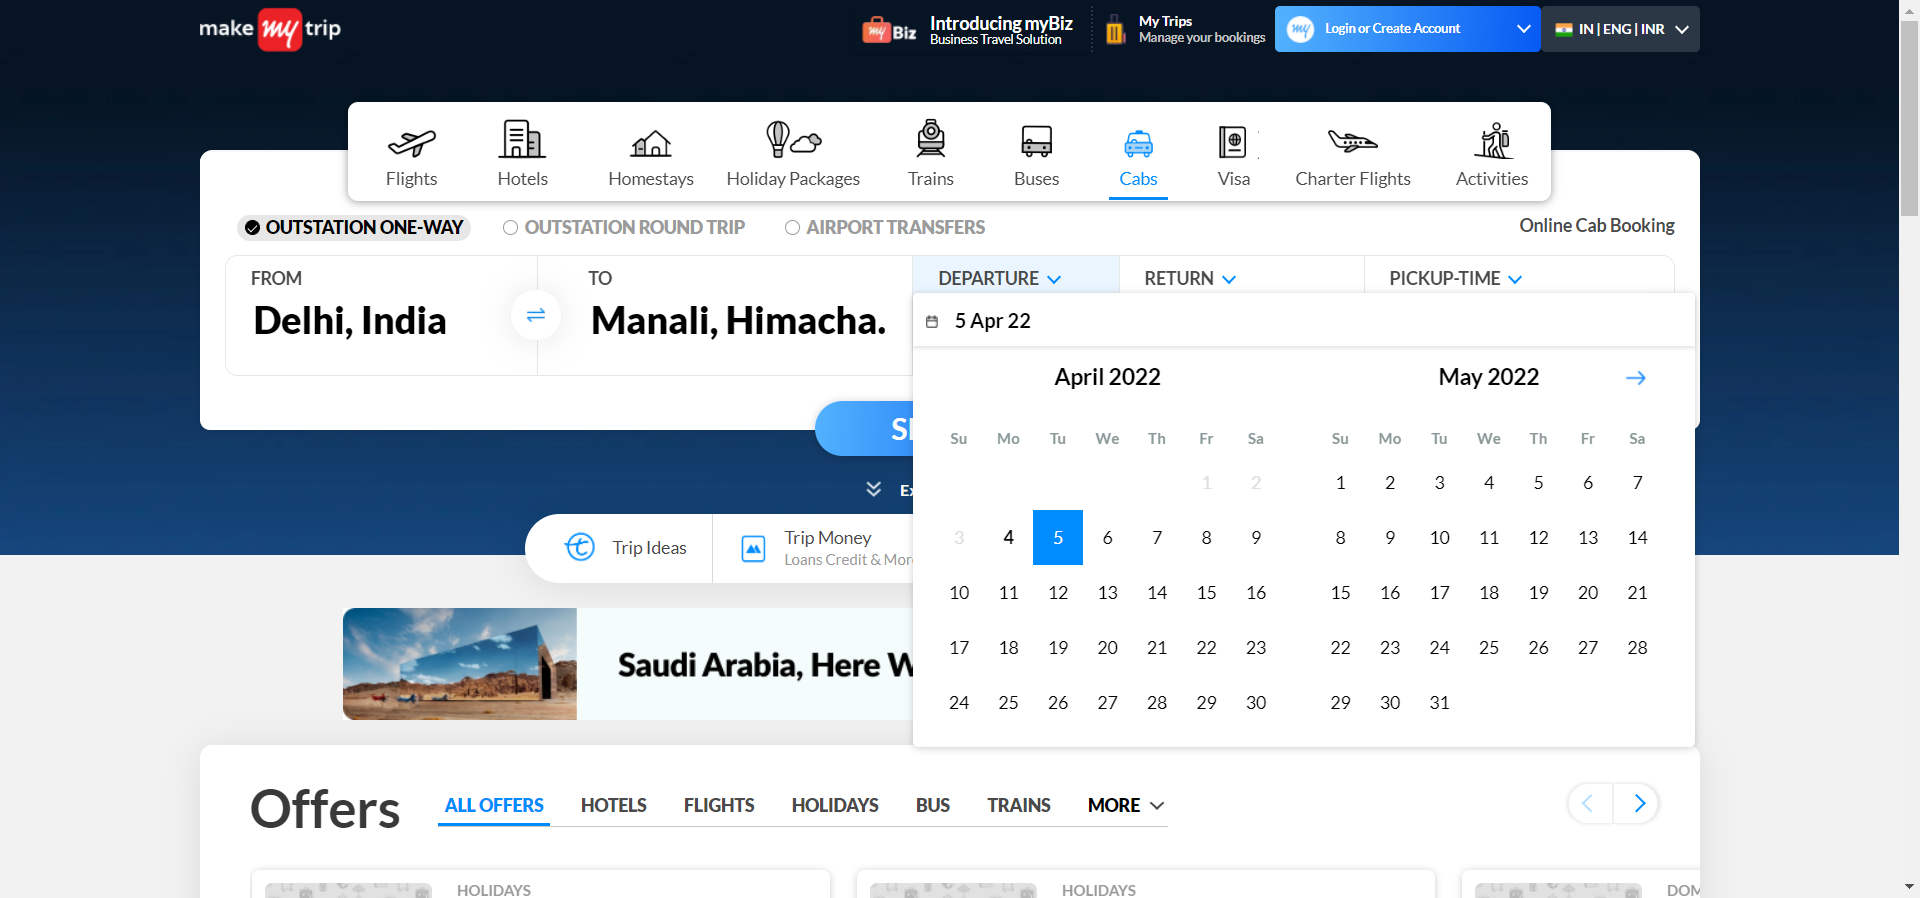 make my trip
my Biz
Introducing myBiz
Business Travel Solution
My Trips
Manage your bookings
my
Login or Create Account
IN | ENG | INR
Flights
Hotels
Homestays
Holiday Packages
Trains
Buses
Cabs
Visa
Charter Flights
Activities
OUTSTATION ONE-WAY
OUTSTATION ROUND TRIP
AIRPORT TRANSFERS
Online Cab Booking
FROM
Delhi, India
TO
Manali, Himacha.
DEPARTURE
RETURN
PICKUP-TIME
5 Apr 22
April 2022
Su Mo Tu We Th Fr Sa
1 2
3 4 5 6 7 8 9
10 11 12 13 14 15 16
17 18 19 20 21 22 23
24 25 26 27 28 29 30
May 2022
Su Mo Tu We Th Fr Sa
1 2 3 4 5 6 7
8 9 10 11 12 13 14
15 16 17 18 19 20 21
22 23 24 25 26 27 28
29 30 31
Trip Ideas
Trip Money
Loans Credit & Mor
Saudi Arabia, Here W
Offers
ALL OFFERS
HOTELS
FLIGHTS
HOLIDAYS
BUS
TRAINS
MORE
HOLIDAYS
HOLIDAYS
DOM